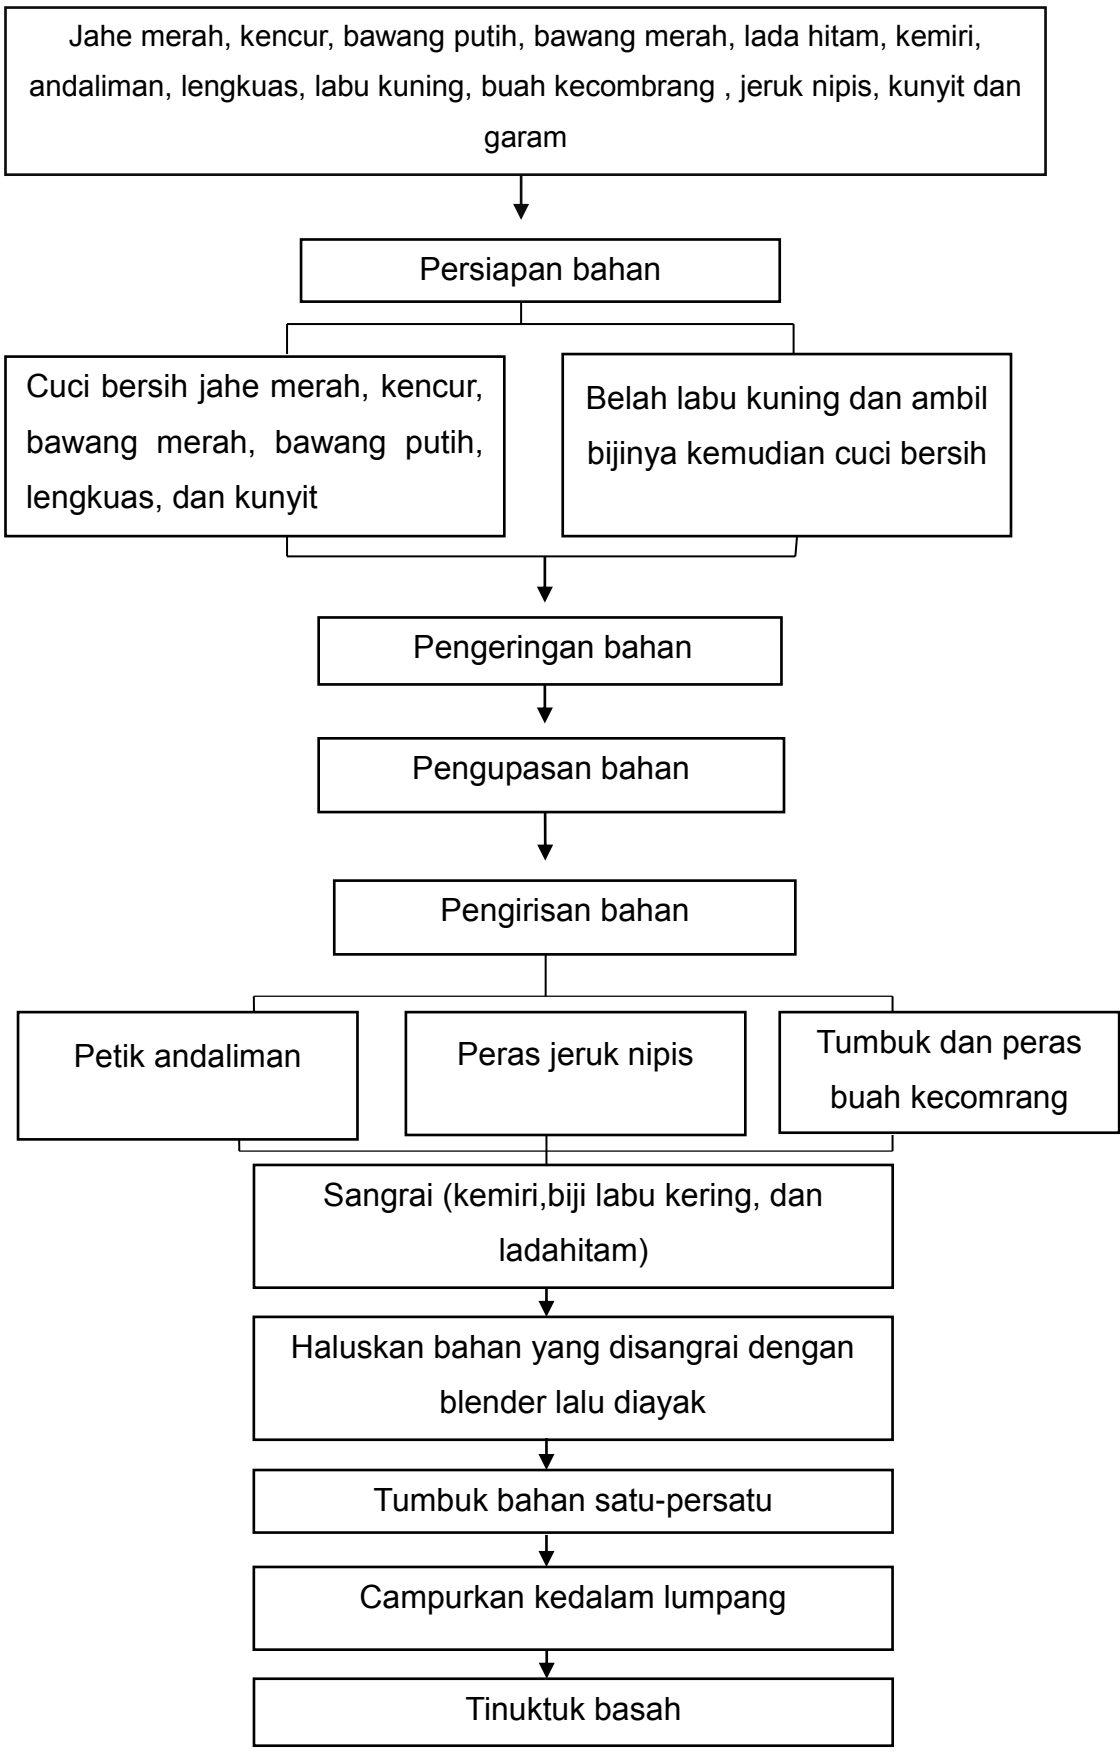 Jahe merah, kencur, bawang putih, bawang merah, lada hitam, kemiri,
andaliman, lengkuas, labu kuning, buah kecombrang , jeruk nipis, kunyit dan
garam
Persiapan bahan
Cuci bersih jahe merah, kencur,
bawang merah, bawang putih,
lengkuas, dan kunyit
Belah labu kuning dan ambil
bijinya kemudian cuci bersih
Pengeringan bahan
Pengupasan bahan
Pengirisan bahan
Petik andaliman
Peras jeruk nipis
Tumbuk dan peras
buah kecomrang
Sangrai (kemiri,biji labu kering, dan
ladahitam)
Haluskan bahan yang disangrai dengan
blender lalu diayak
Tumbuk bahan satu-persatu
Campurkan kedalam lumpang
Tinuktuk basah